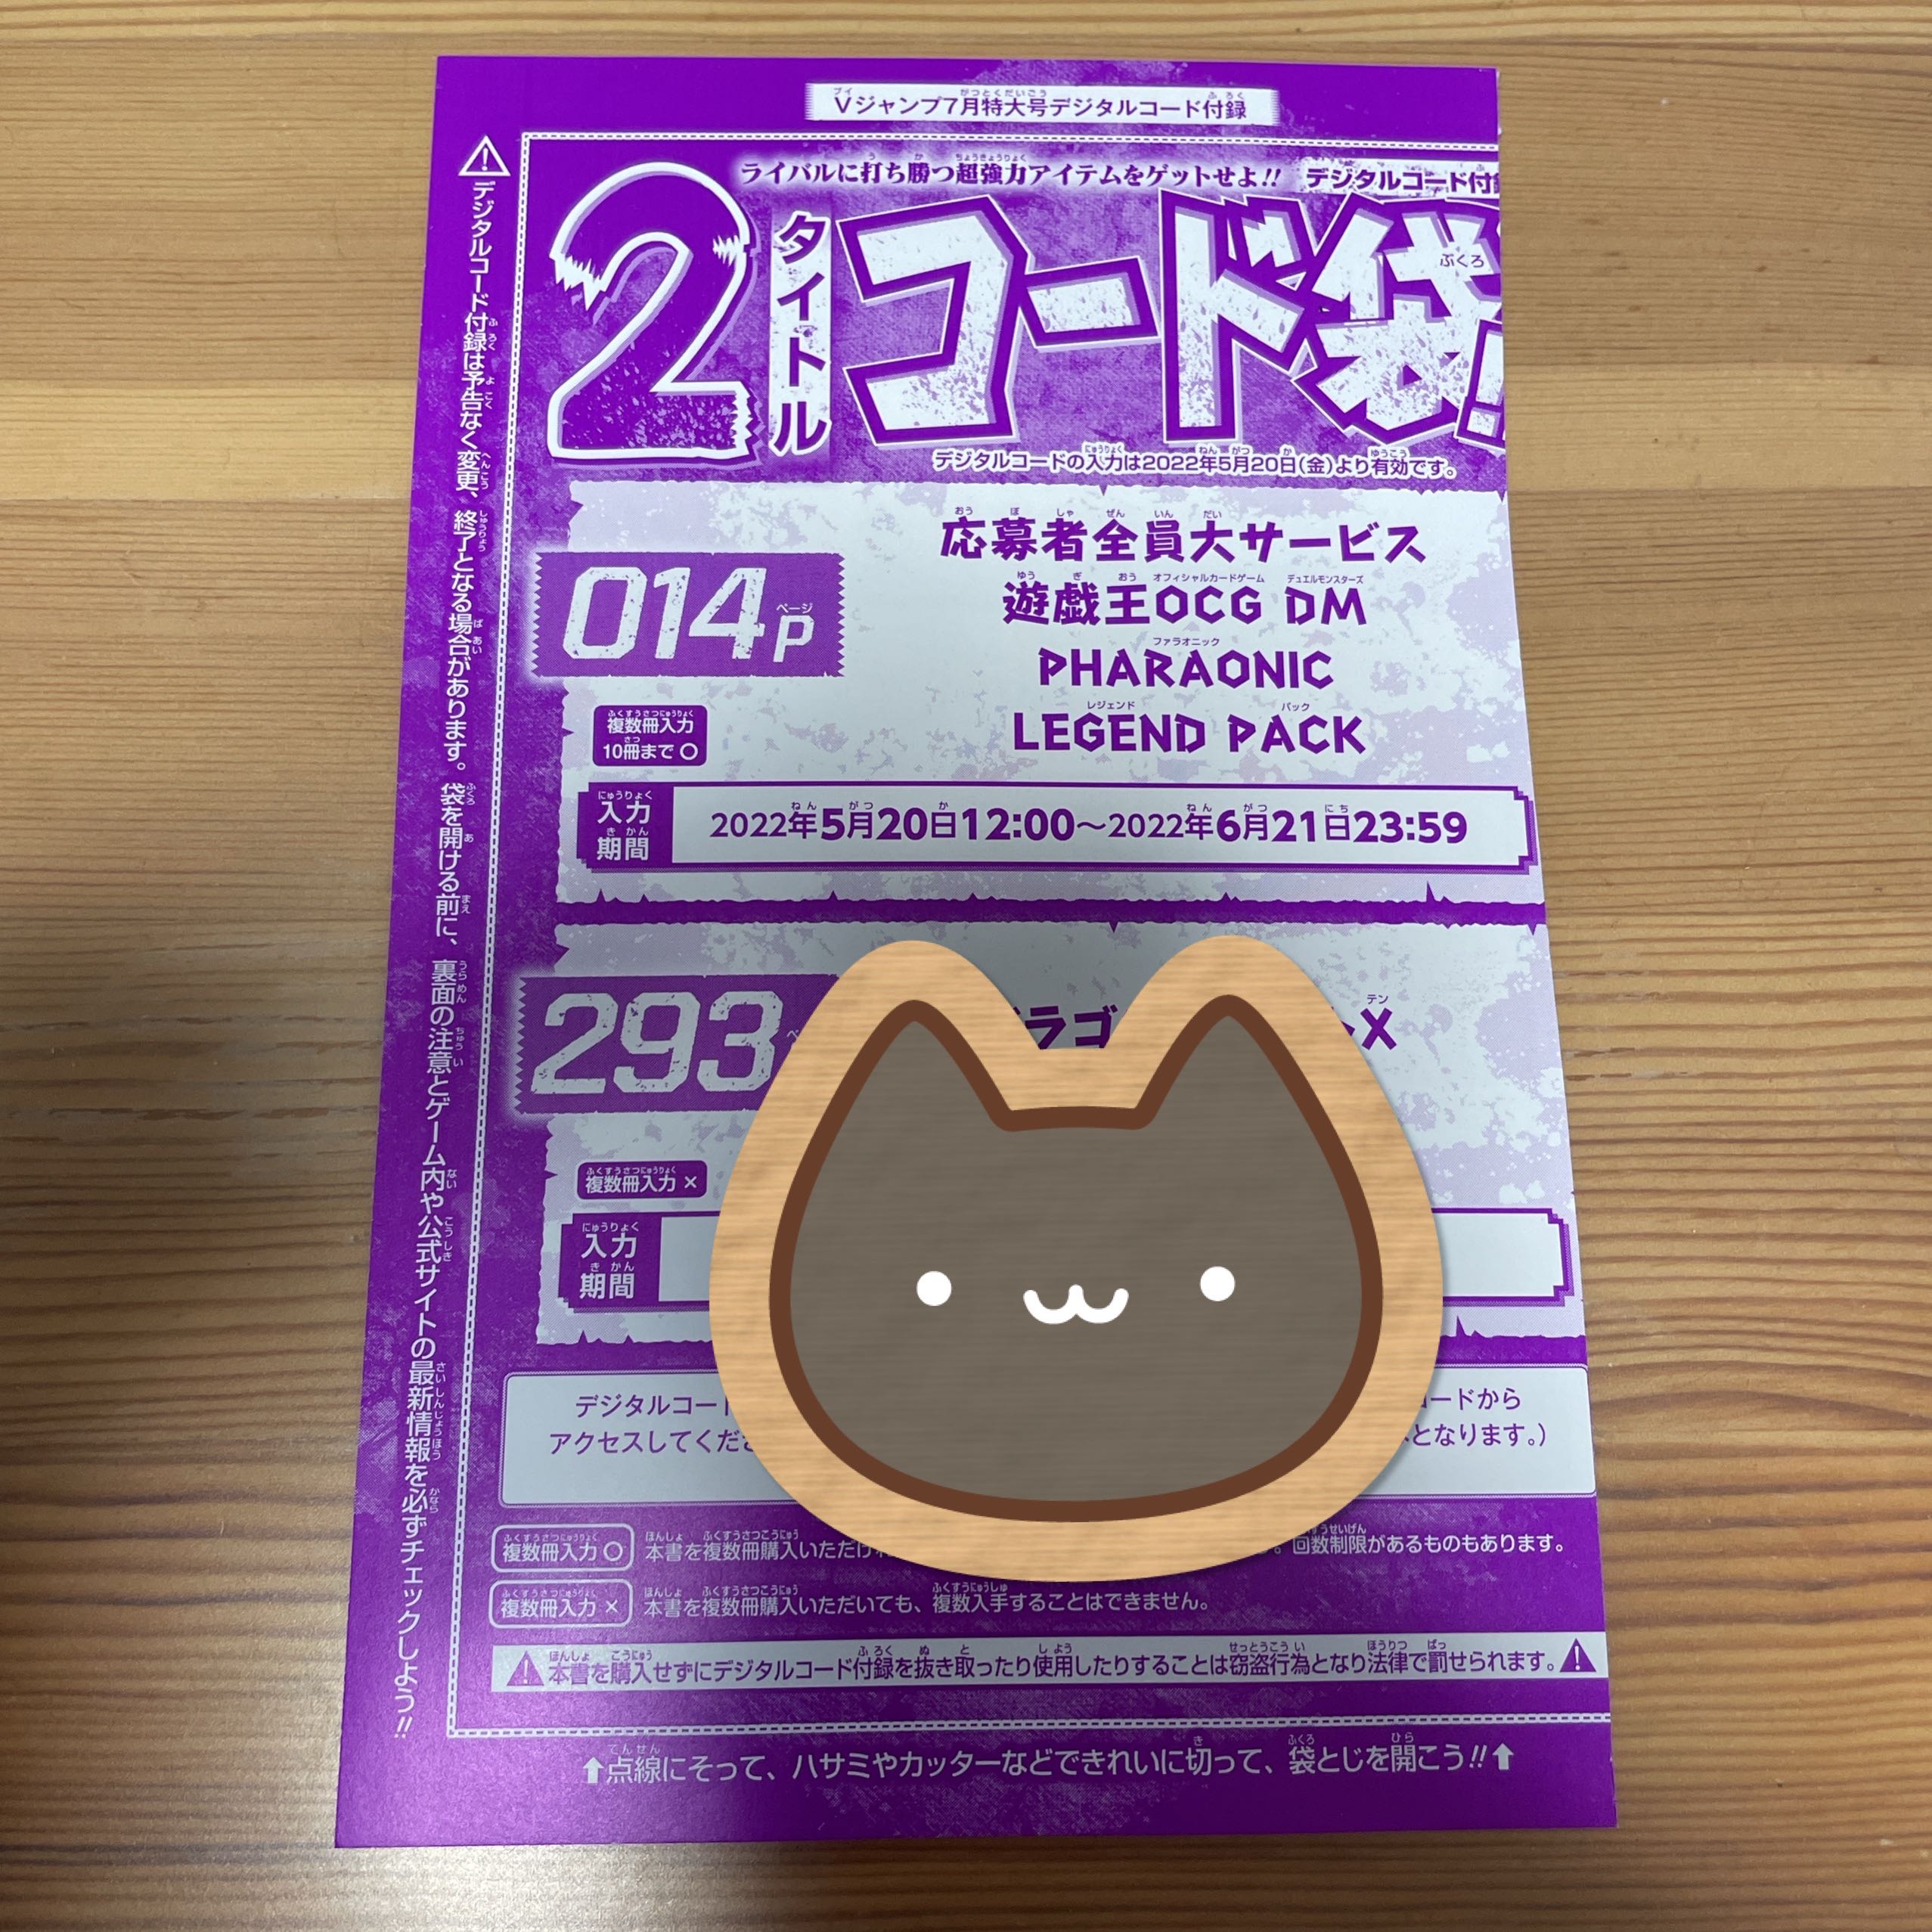 Vジャンプ7月特大号デジタルコード付録
ライバルに打ち勝つ超強力アイテムをゲットせよ!!
デジタルコード付
2タイトルコード袋
デジタルコードの入力は2022年5月20日(金)より有効です。
014P
応募者全員大サービス
遊戯王OCG DM
PHARAONIC
LEGEND PACK
複数冊入力
10冊まで○
入力期間
2022年5月20日12:00〜2022年6月21日23:59
293
ラゴ
X
複数冊入力×
入力期間
デジタルコー
ードから
アクセスしてくだ
となります。)
複数冊入力○
本書を複数冊購入いただけ
。回数制限があるものもあります。
複数冊入力×
本書を複数冊購入いただいても、複数入手することはできません。
本書を購入せずにデジタルコード付録を抜き取ったり使用したりすることは窃盗行為となり法律で罰せられます。
↑点線にそって、ハサミやカッターなどできれいに切って、袋とじを開こう!!↑
デジタルコード付録は予告なく変更、終了となる場合があります。袋を開ける前に、裏面の注意とゲーム内や公式サイトの最新情報を必ずチェックしよう!!